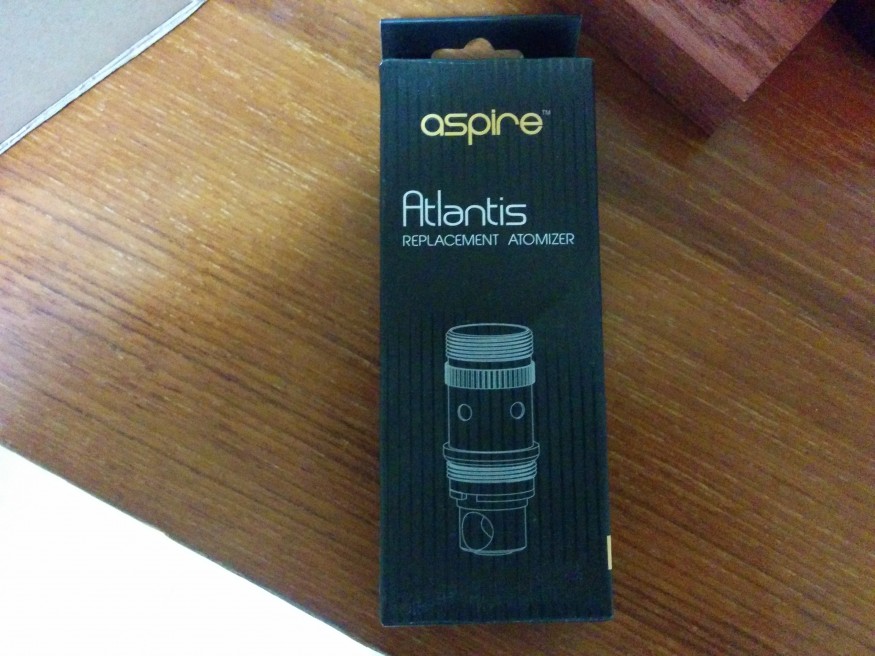 aspire™
Atlantis
REPLACEMENT ATOMIZER